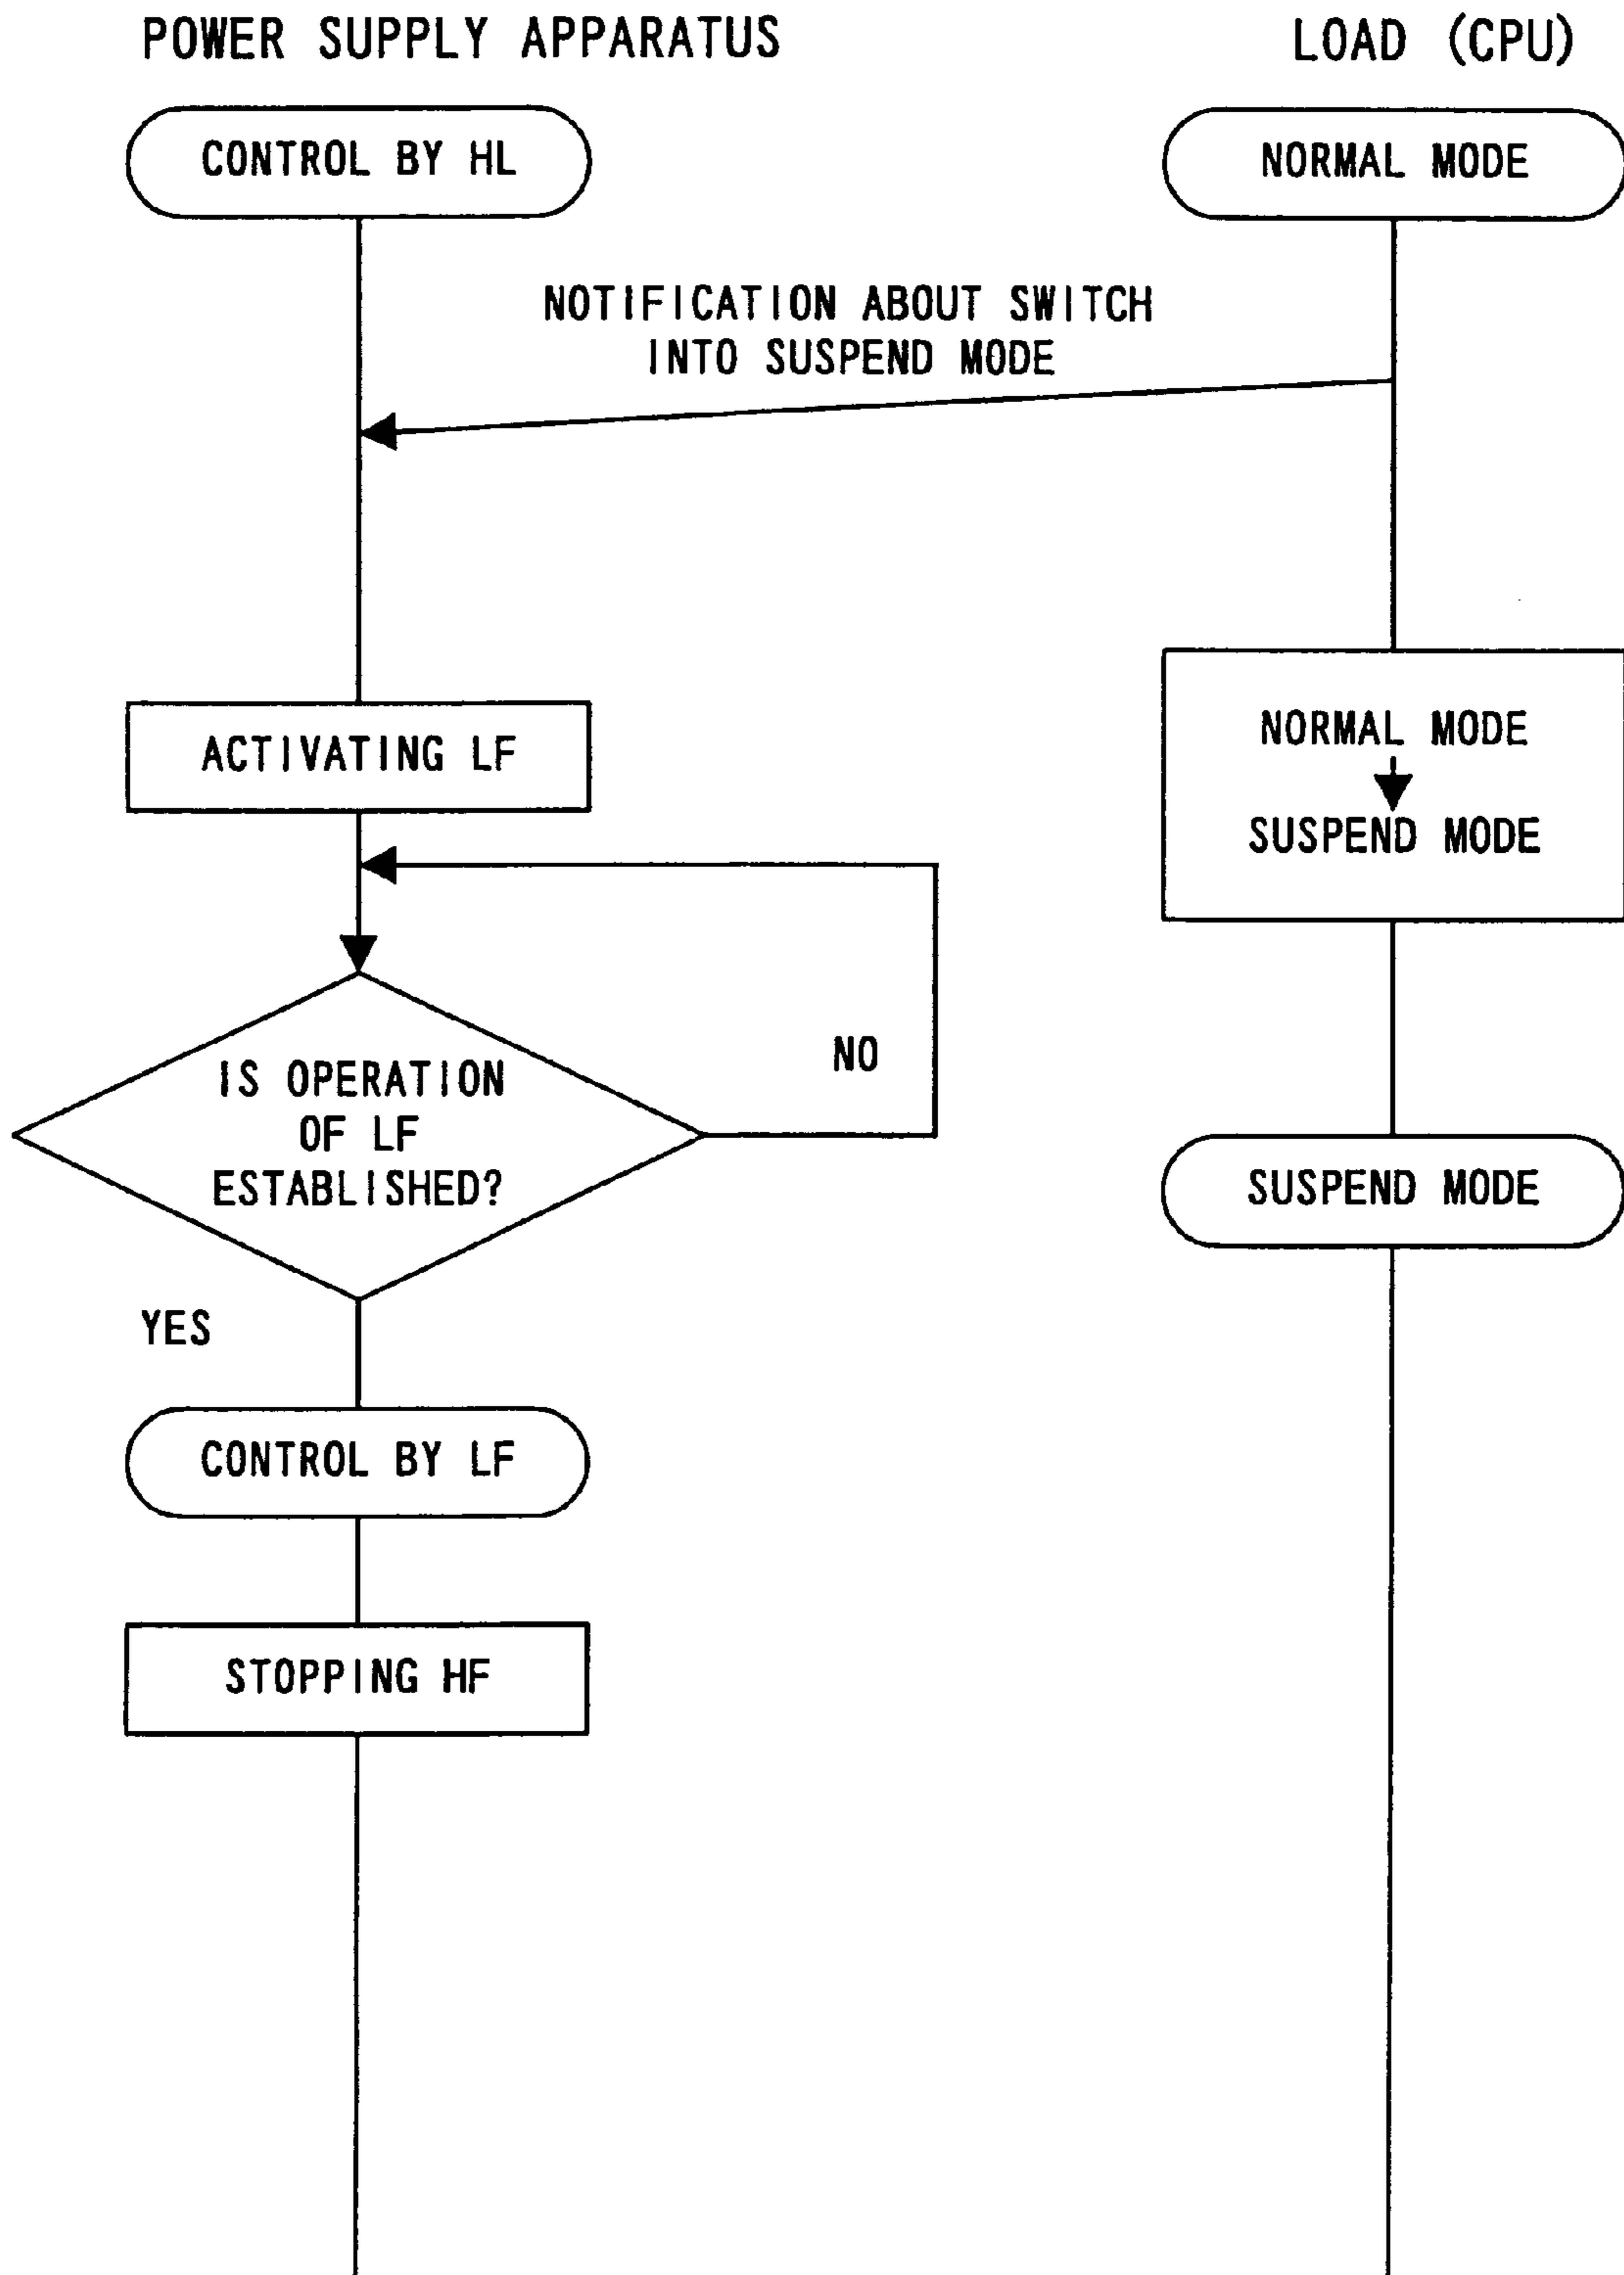 POWER SUPPLY APPARATUS
LOAD (CPU)
CONTROL BY HL
NORMAL MODE
NOTIFICATION ABOUT SWITCH
INTO SUSPEND MODE
ACTIVATING LF
NORMAL MODE
SUSPEND MODE
IS OPERATION
OF LF
ESTABLISHED?
NO
SUSPEND MODE
YES
CONTROL BY LF
STOPPING HF